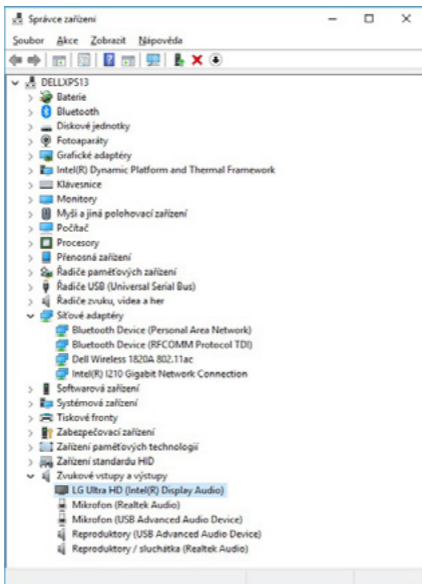 Správce zařízení
Soubor Akce Zobrazit Nápověda
DELLXPS13
Baterie
Bluetooth
Diskové jednotky
Fotoaparáty
Grafické adaptéry
Intel(R) Dynamic Platform and Thermal Framework
Klávesnice
Monitory
Myši a jiná polohovací zařízení
Počítač
Procesory
Přenosná zařízení
Řadiče paměťových zařízení
Řadiče USB (Universal Serial Bus)
Řadiče zvuku, videa a her
Síťové adaptéry
Bluetooth Device (Personal Area Network)
Bluetooth Device (RFCOMM Protocol TDI)
Dell Wireless 1820A 802.11ac
Intel(R) I210 Gigabit Network Connection
Softwarová zařízení
Systémová zařízení
Tiskové fronty
Zabezpečovací zařízení
Zařízení paměťových technologií
Zařízení standardu HID
Zvukové vstupy a výstupy
LG Ultra HD (Intel(R) Display Audio)
Mikrofon (Realtek Audio)
Mikrofon (USB Advanced Audio Device)
Reproduktory (USB Advanced Audio Device)
Reproduktory / sluchátka (Realtek Audio)